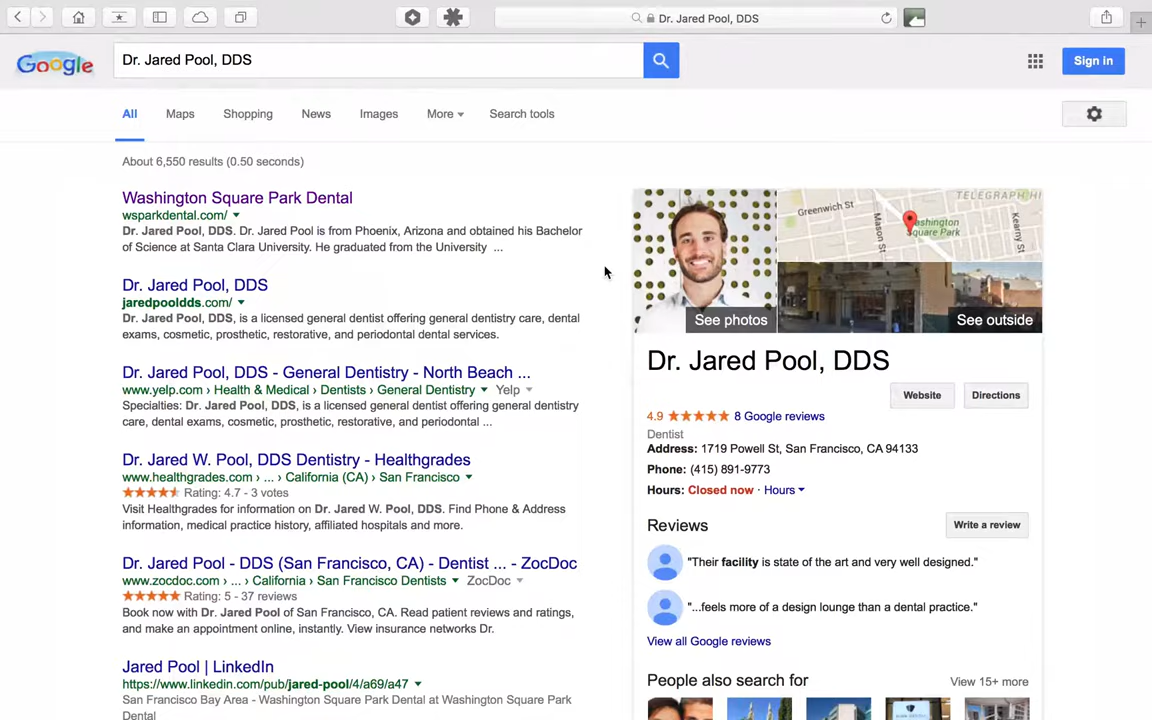 Dr. Jared Pool, DDS
Google
Dr. Jared Pool, DDS
Sign in
All Maps Shopping News Images More Search tools
About 6,550 results (0.50 seconds)
Washington Square Park Dental
wsparkdental.com/
Dr. Jared Pool, DDS. Dr. Jared Pool is from Phoenix, Arizona and obtained his Bachelor
of Science at Santa Clara University. He graduated from the University ...
Dr. Jared Pool, DDS
jaredpooldds.com/
Dr. Jared Pool, DDS, is a licensed general dentist offering general dentistry care, dental
exams, cosmetic, prosthetic, restorative, and periodontal dental services.
Dr. Jared Pool, DDS - General Dentistry - North Beach ...
www.yelp.com › Health & Medical › Dentists › General Dentistry Yelp
Specialties: Dr. Jared Pool, DDS, is a licensed general dentist offering general dentistry
care, dental exams, cosmetic, prosthetic, restorative, and periodontal ...
Dr. Jared W. Pool, DDS Dentistry - Healthgrades
www.healthgrades.com › ... › California (CA) › San Francisco
Rating: 4.7 - 3 votes
Visit Healthgrades for information on Dr. Jared W. Pool, DDS. Find Phone & Address
information, medical practice history, affiliated hospitals and more.
Dr. Jared Pool - DDS (San Francisco, CA) - Dentist ... - ZocDoc
www.zocdoc.com › ... › California › San Francisco Dentists ZocDoc
Rating: 5 - 37 reviews
Book now with Dr. Jared Pool of San Francisco, CA. Read patient reviews and ratings,
and make an appointment online, instantly. View insurance networks Dr.
Jared Pool | LinkedIn
https://www.linkedin.com/pub/jared-pool/4/a69/a47
San Francisco Bay Area - Washington Square Park Dental at Washington Square Park
Dental
TELEGRAPH HI
Greenwich St
Mason St
Washington
Square Park
Kearny St
See photos
See outside
Dr. Jared Pool, DDS
Website Directions
4.9 8 Google reviews
Dentist
Address: 1719 Powell St, San Francisco, CA 94133
Phone: (415) 891-9773
Hours: Closed now · Hours
Reviews
Write a review
"Their facility is state of the art and very well designed."
"...feels more of a design lounge than a dental practice."
View all Google reviews
People also search for View 15+ more